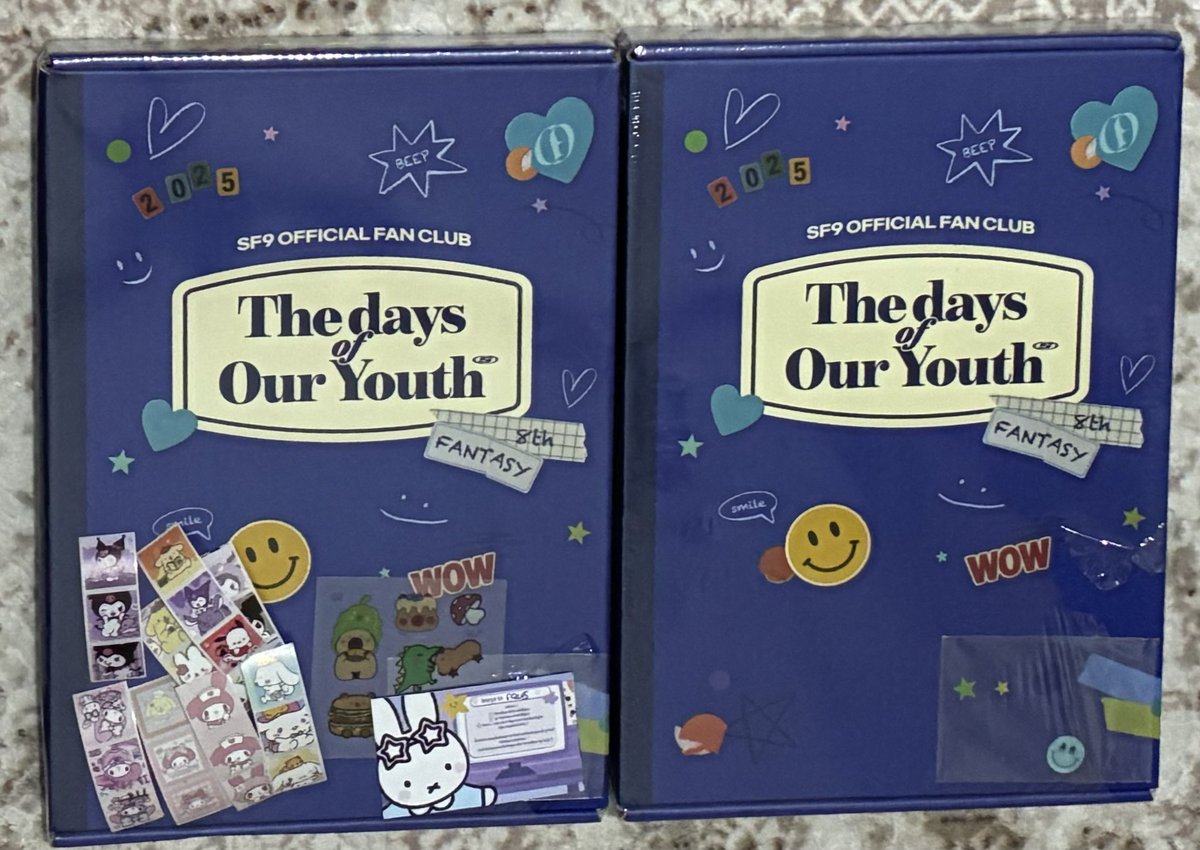 2025
BEEP
SF9 OFFICIAL FAN CLUB
The days
of
Our Youth
8th
FANTASY
smile
WOW
2025
BEEP
SF9 OFFICIAL FAN CLUB
The days
of
Our Youth
8th
FANTASY
smile
WOW